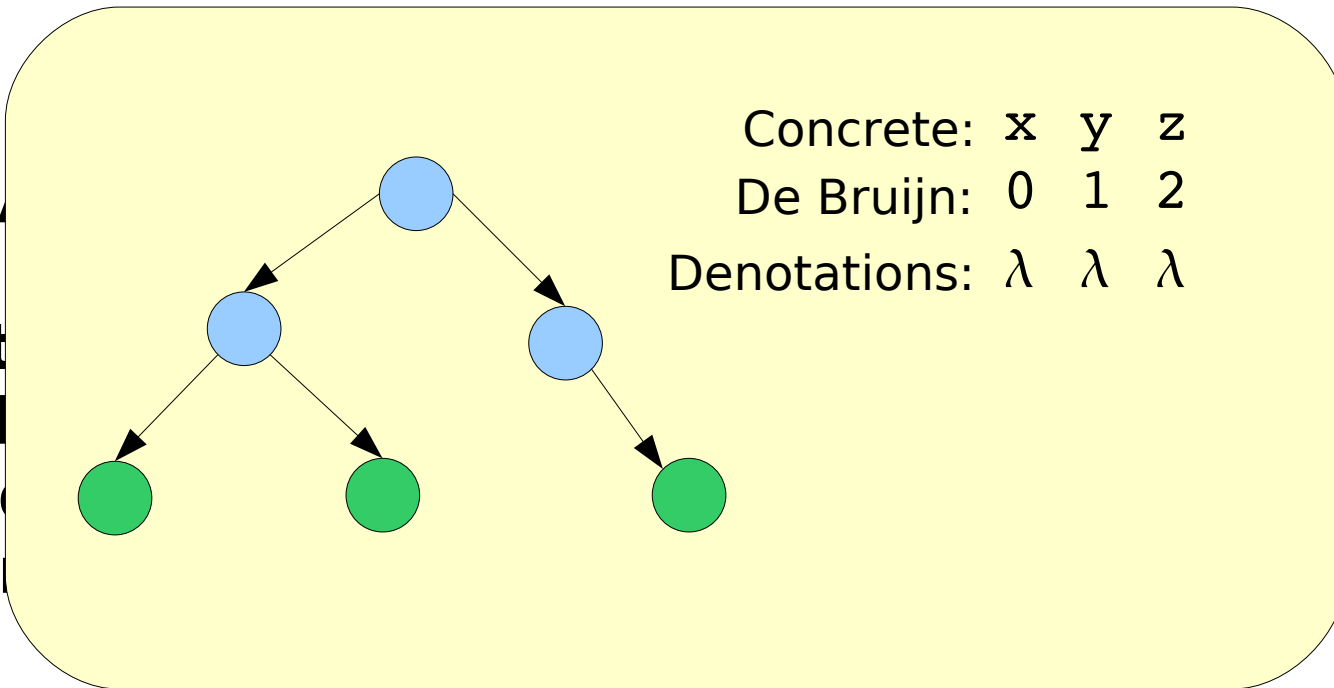 Concrete: x y z
De Bruijn: 0 1 2
Denotations: λ λ λ